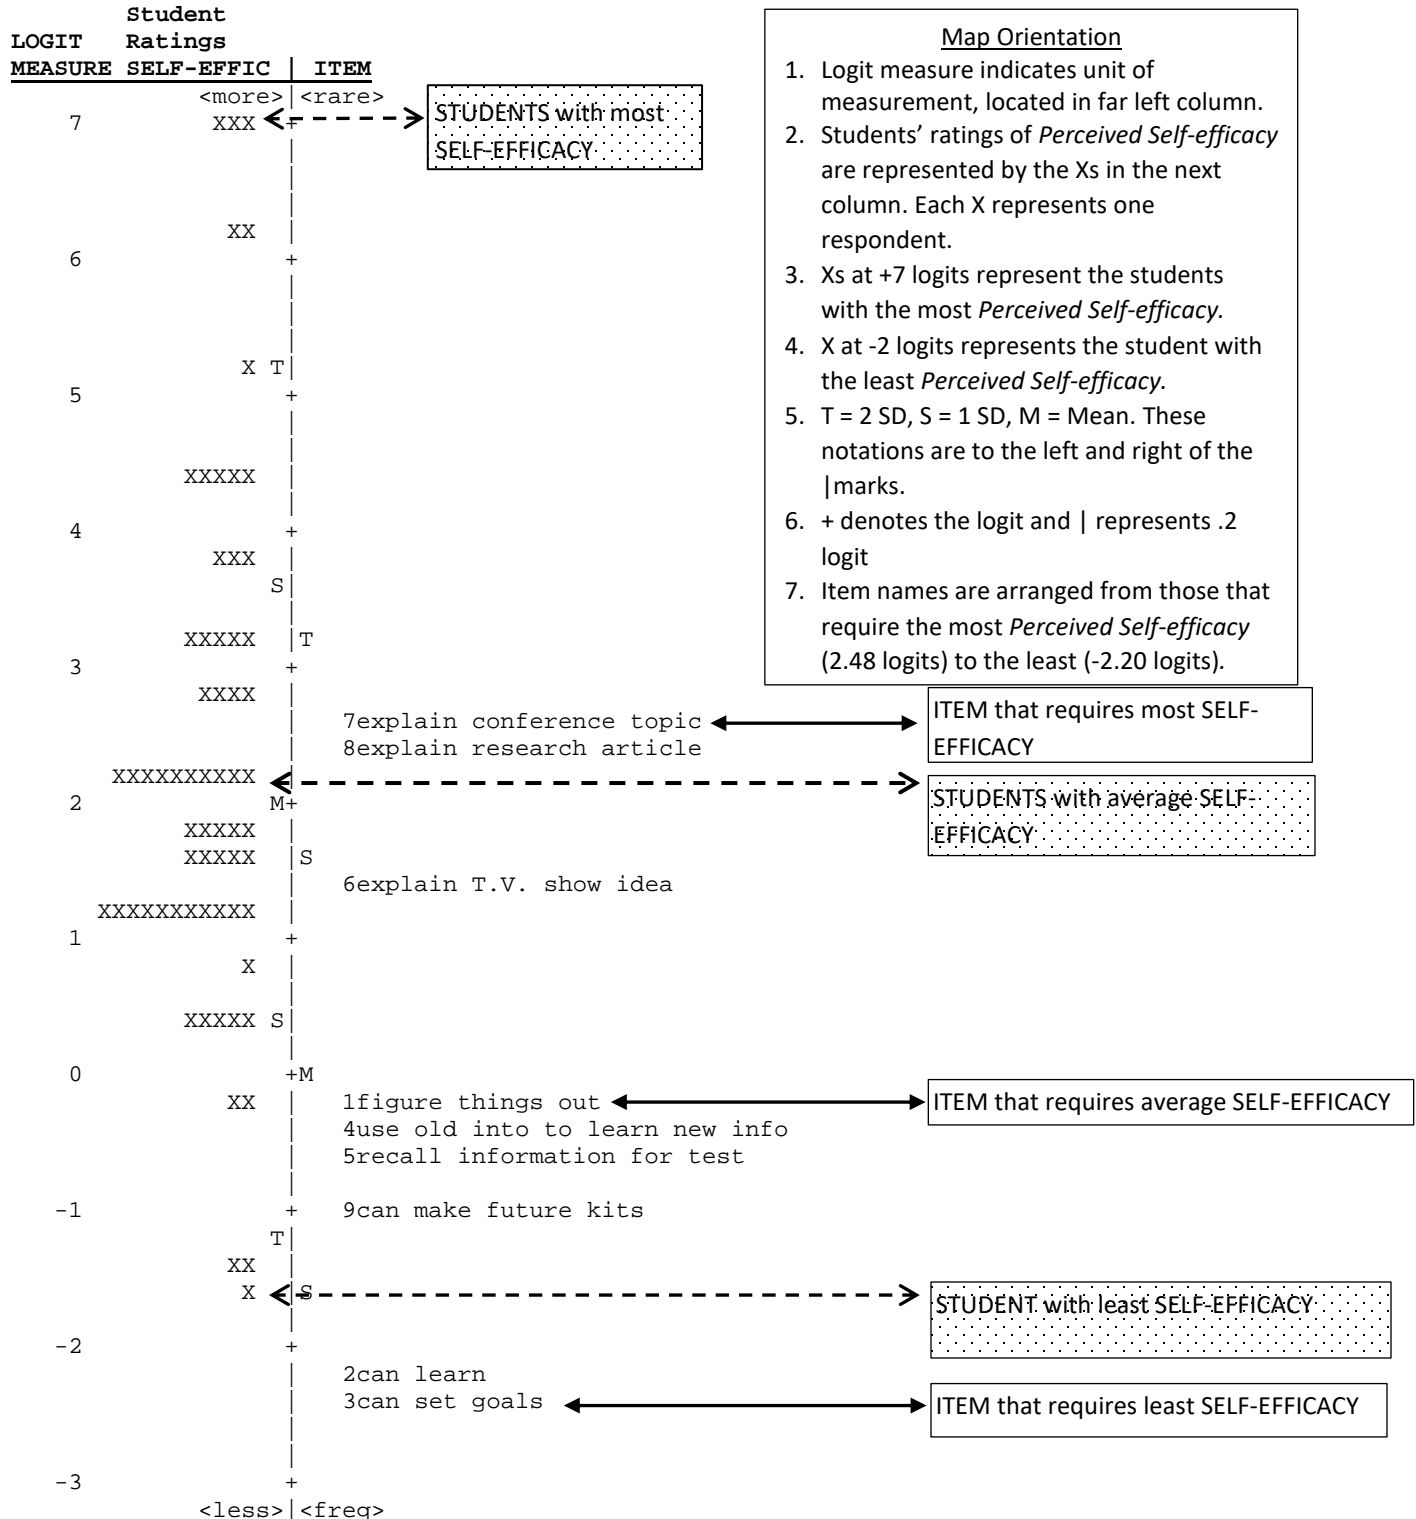 Student
LOGIT Ratings
MEASURE SELF-EFFIC | ITEM
<more>|<rare>
7 XXX +
STUDENTS with most
SELF-EFFICACY
|
|
|
XX |
6 +
|
|
|
X T|
5 +
|
|
XXXXX |
|
4 +
XXX |
S|
|
XXXXX |T
3 +
XXXX |
| 7explain conference topic
| 8explain research article
XXXXXXXXXX |
2 M+
XXXXX |
XXXXX |S
| 6explain T.V. show idea
XXXXXXXXXXX |
1 +
X |
|
XXXXX S|
|
0 +M
XX | 1figure things out
| 4use old into to learn new info
| 5recall information for test
|
-1 + 9can make future kits
T|
XX |
X |S
|
-2 +
| 2can learn
| 3can set goals
|
|
-3 +
<less>|<freq>
Map Orientation
1. Logit measure indicates unit of
measurement, located in far left column.
2. Students’ ratings of Perceived Self-efficacy
are represented by the Xs in the next
column. Each X represents one
respondent.
3. Xs at +7 logits represent the students
with the most Perceived Self-efficacy.
4. X at -2 logits represents the student with
the least Perceived Self-efficacy.
5. T = 2 SD, S = 1 SD, M = Mean. These
notations are to the left and right of the
|marks.
6. + denotes the logit and | represents .2
logit
7. Item names are arranged from those that
require the most Perceived Self-efficacy
(2.48 logits) to the least (-2.20 logits).
ITEM that requires most SELF-
EFFICACY
STUDENTS with average SELF-
EFFICACY
ITEM that requires average SELF-EFFICACY
STUDENT with least SELF-EFFICACY
ITEM that requires least SELF-EFFICACY